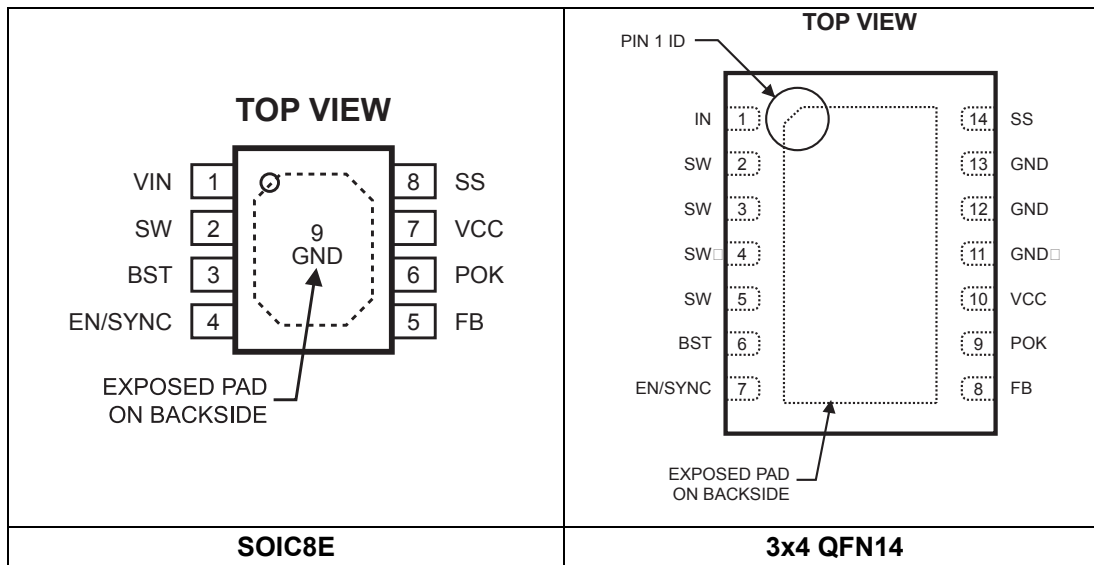 TOP VIEW
VIN 1
SW 2
BST 3
EN/SYNC 4
9
GND
8 SS
7 VCC
6 POK
5 FB
EXPOSED PAD
ON BACKSIDE
SOIC8E
TOP VIEW
PIN 1 ID
IN 1
SW 2
SW 3
SW□ 4
SW 5
BST 6
EN/SYNC 7
14 SS
13 GND
12 GND
11 GND□
10 VCC
9 POK
8 FB
EXPOSED PAD
ON BACKSIDE
3x4 QFN14